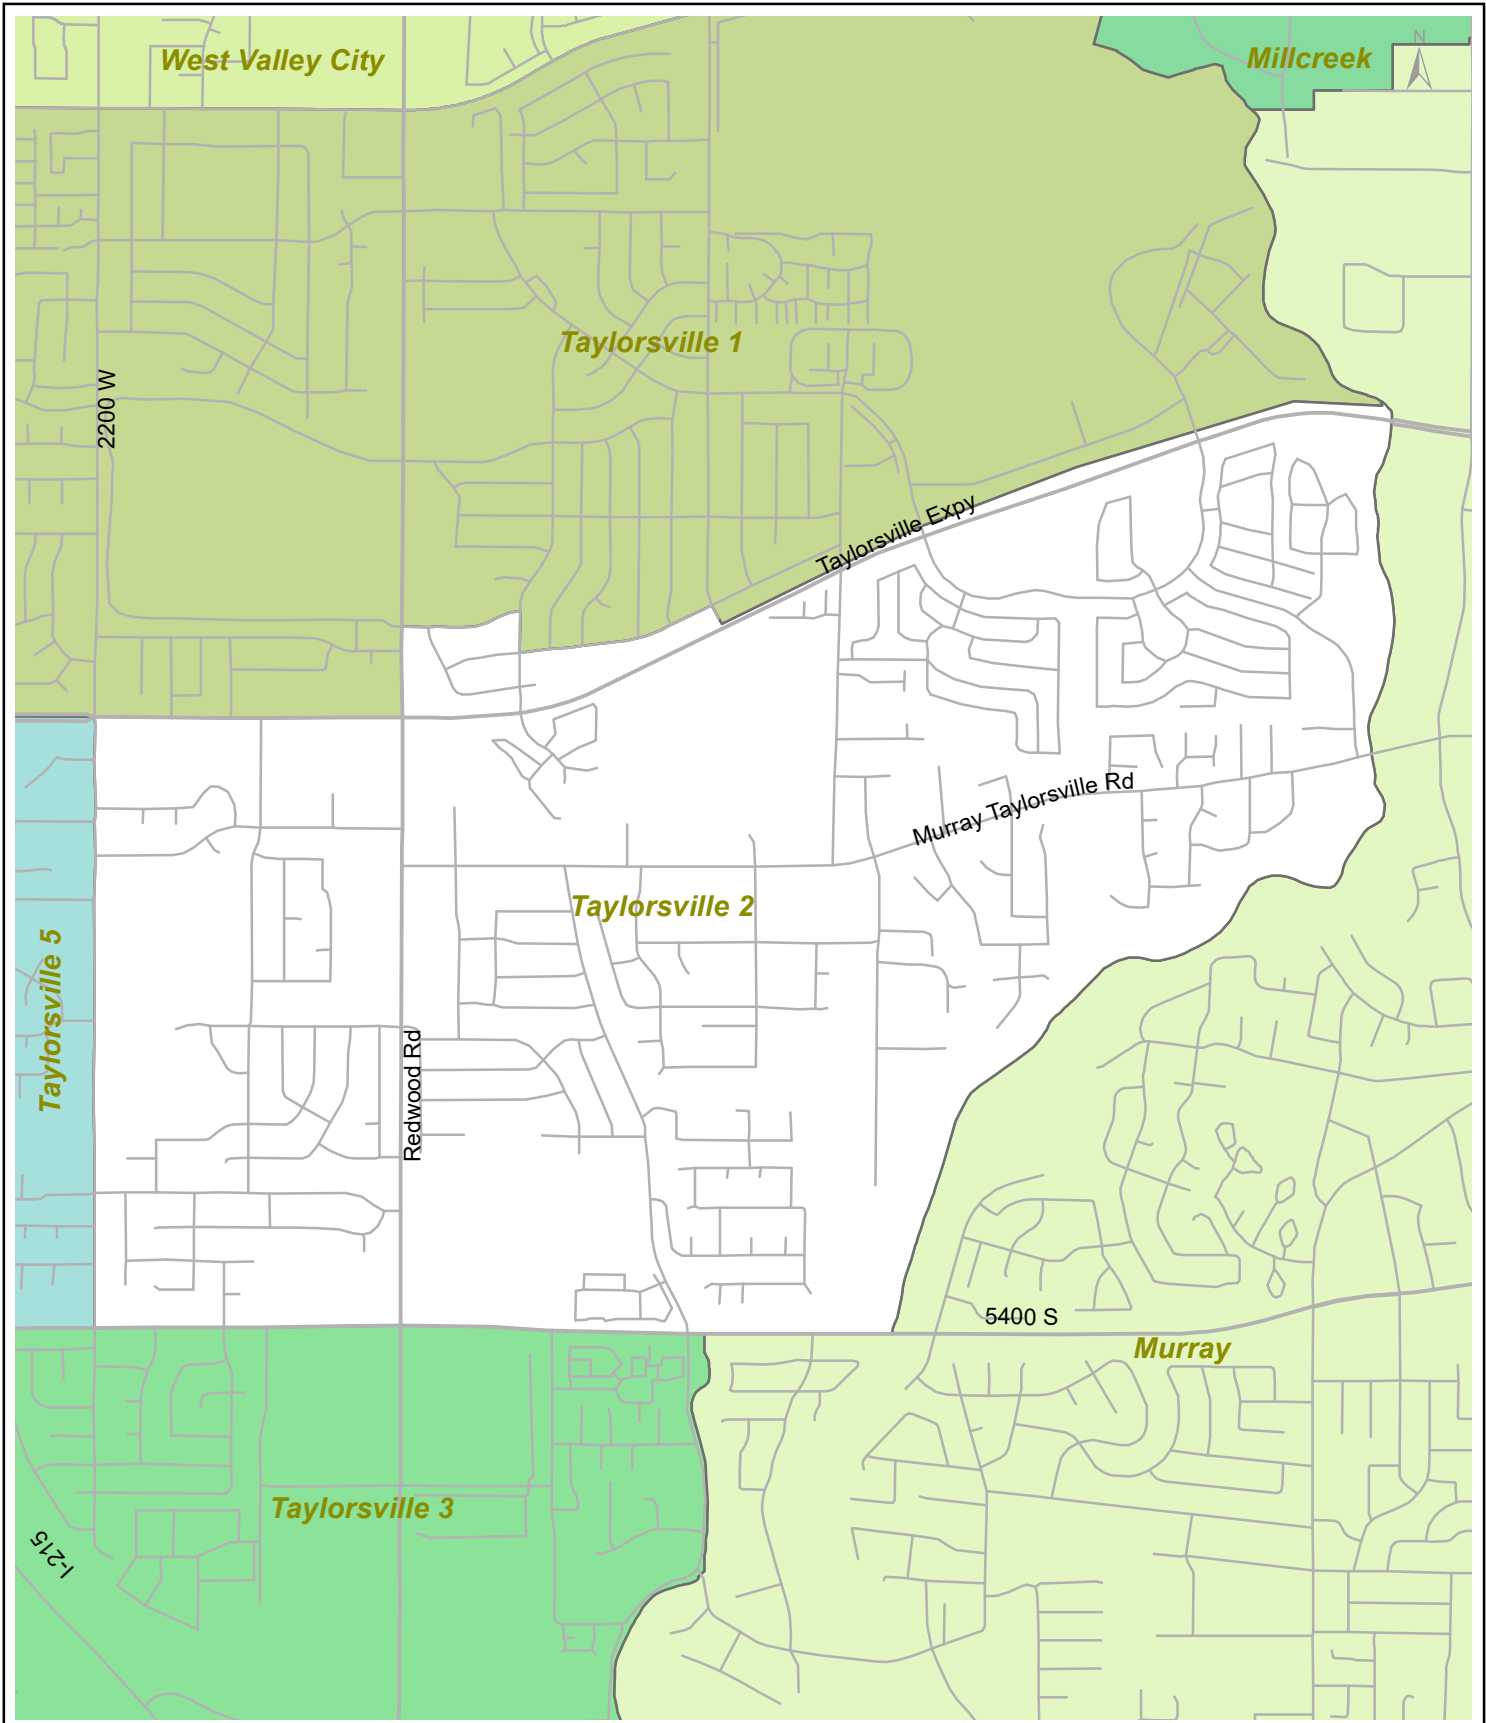 West Valley City
Millcreek
N
Taylorsville 1
2200 W
Taylorsville Expy
Murray Taylorsville Rd
Taylorsville 2
Taylorsville 5
Redwood Rd
5400 S
Murray
Taylorsville 3
I-215